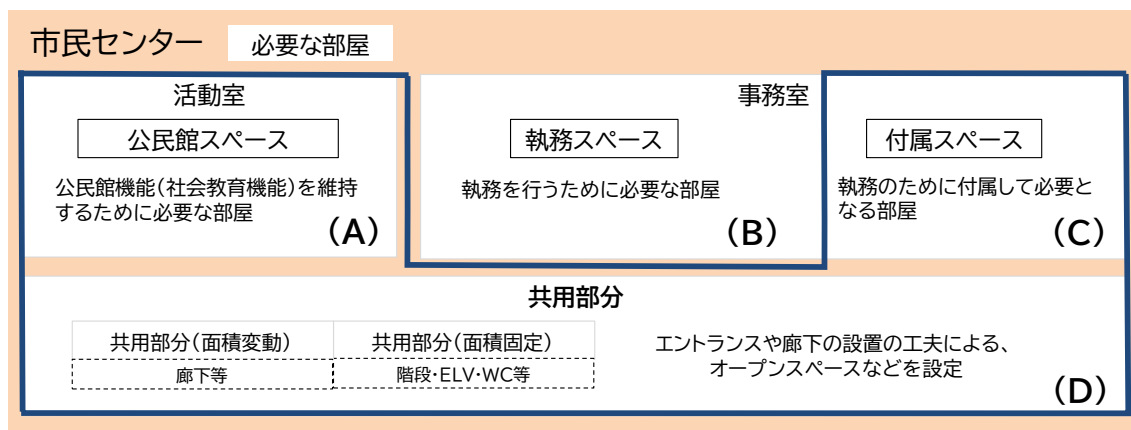 市民センター 必要な部屋
活動室
公民館スペース
公民館機能(社会教育機能)を維持
するために必要な部屋
(A)
事務室
執務スペース
執務を行うために必要な部屋
(B)
付属スペース
執務のために付属して必要と
なる部屋
(C)
共用部分
共用部分(面積変動) 共用部分(面積固定)
廊下等 階段・ELV・WC等
エントランスや廊下の設置の工夫による、
オープンスペースなどを設定
(D)